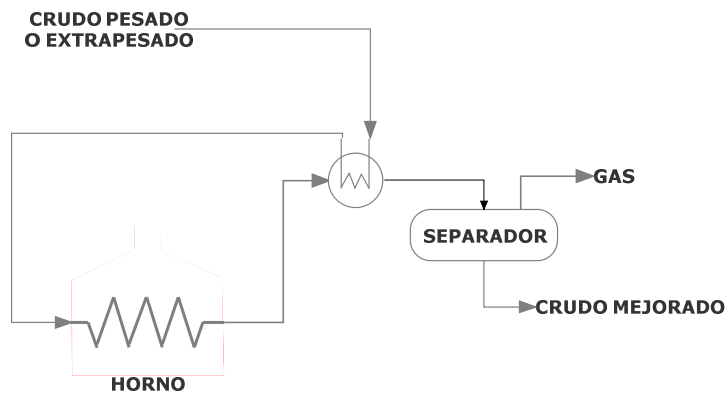 CRUDO PESADO
O EXTRAPESADO
GAS
SEPARADOR
CRUDO MEJORADO
HORNO